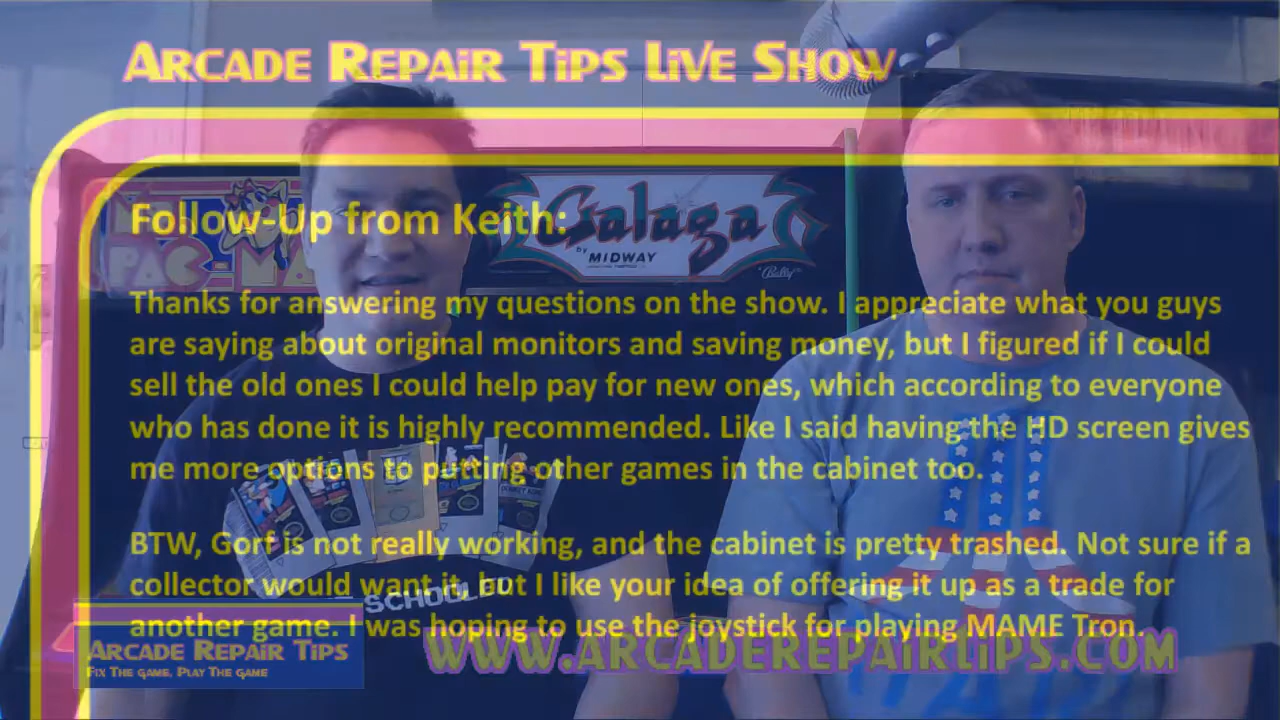 ARCADE REPAIR TIPS LIVE SHOW
MS. PAC-MAN
Galaga
by MIDWAY
Bally
Follow-Up from Keith:
Thanks for answering my questions on the show. I appreciate what you guys
are saying about original monitors and saving money, but I figured if I could
sell the old ones I could help pay for new ones, which according to everyone
who has done it is highly recommended. Like I said having the HD screen gives
me more options to putting other games in the cabinet too.
BTW, Gorf is not really working, and the cabinet is pretty trashed. Not sure if a
collector would want it, but I like your idea of offering it up as a trade for
another game. I was hoping to use the joystick for playing MAME Tron.
SCHOOLED
ARCADE REPAIR TIPS
FIX THE GAME, PLAY THE GAME
WWW.ARCADEREPAIRTIPS.COM